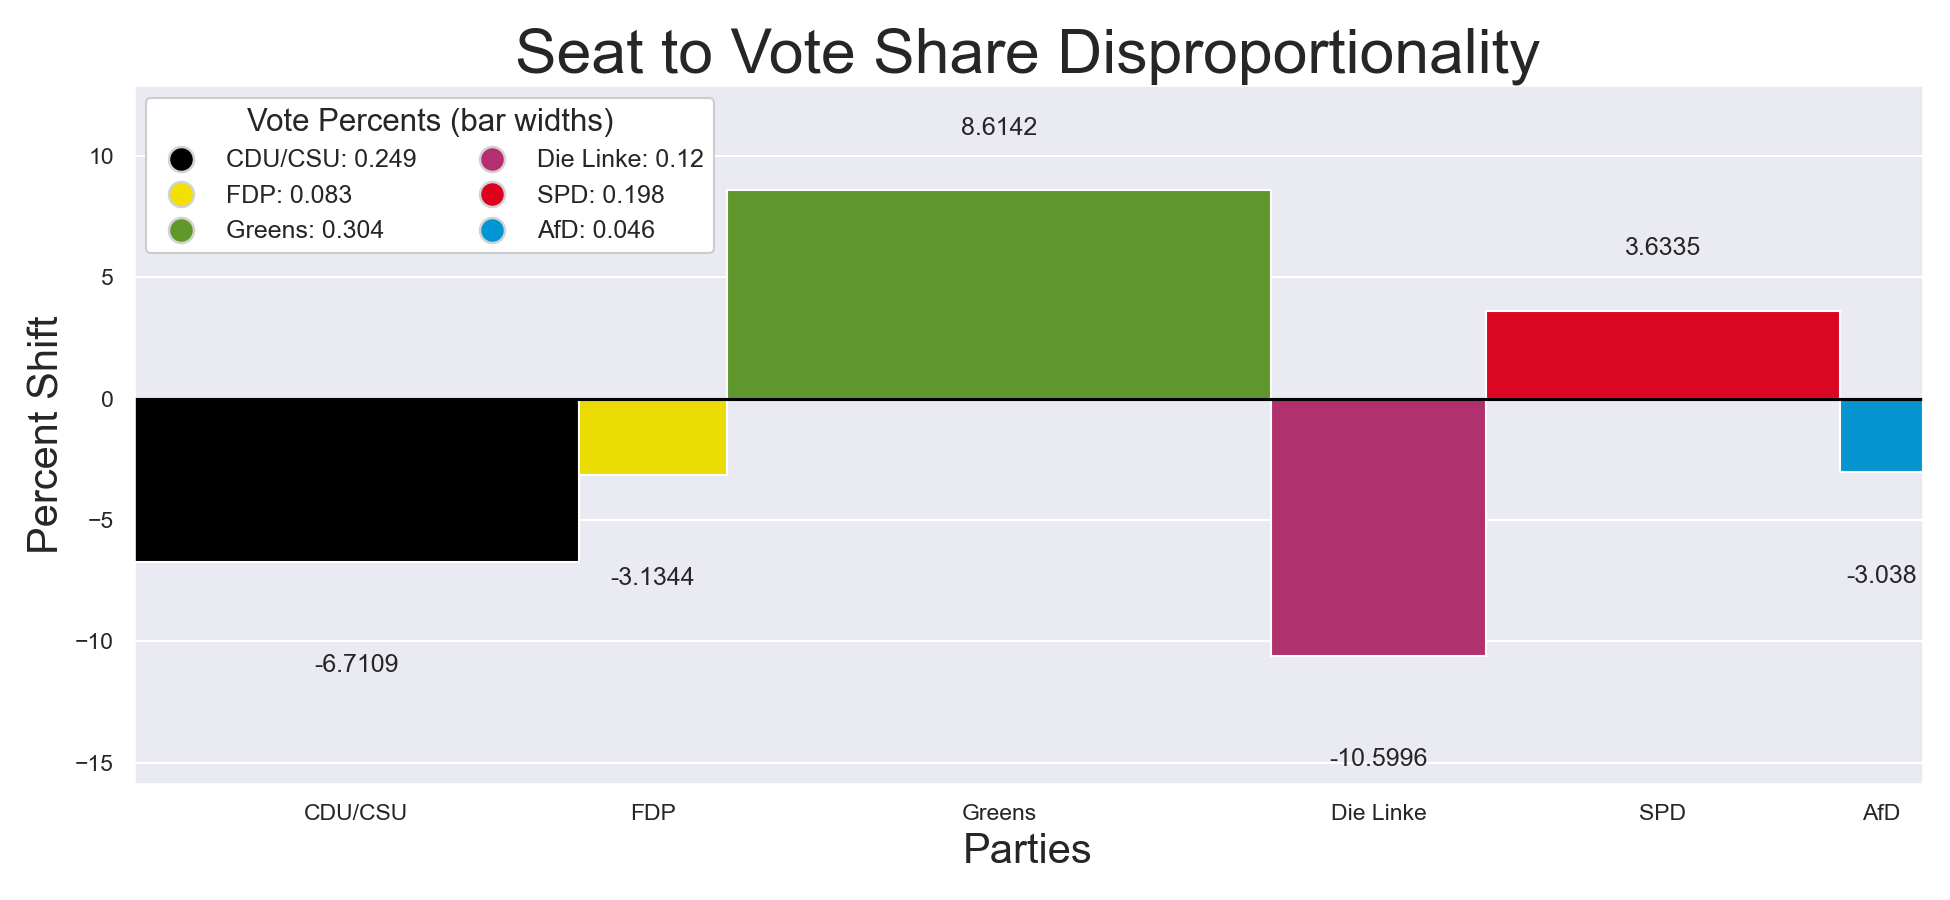 Seat to Vote Share Disproportionality
Vote Percents (bar widths)
CDU/CSU: 0.249
FDP: 0.083
Greens: 0.304
Die Linke: 0.12
SPD: 0.198
AfD: 0.046
Percent Shift
10
5
0
−5
−10
−15
-6.7109
-3.1344
8.6142
-10.5996
3.6335
-3.038
CDU/CSU
FDP
Greens
Die Linke
SPD
AfD
Parties